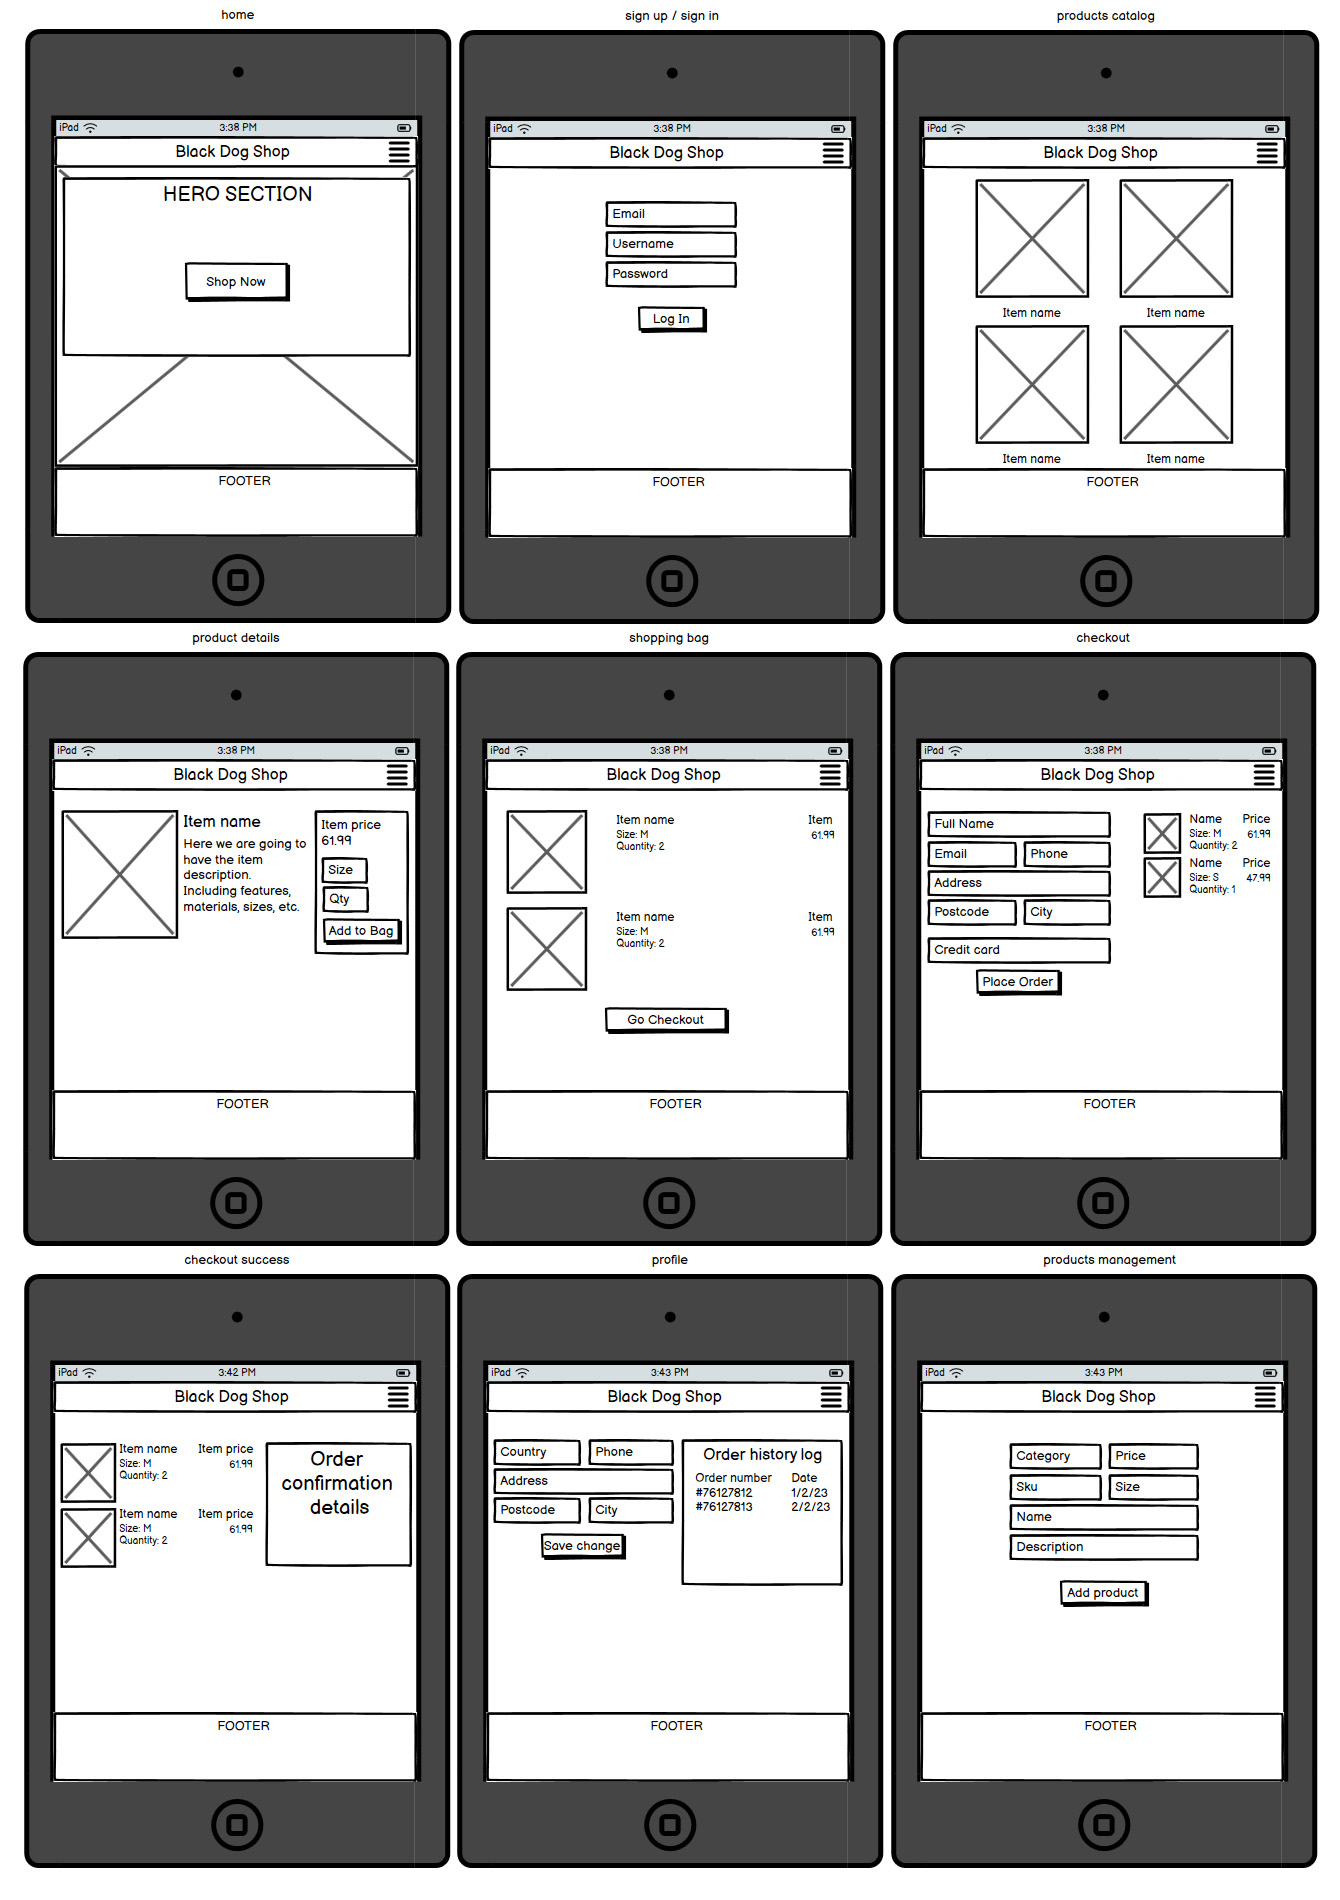 home
iPad 3:38 PM
Black Dog Shop
HERO SECTION
Shop Now
FOOTER
sign up / sign in
iPad 3:38 PM
Black Dog Shop
Email
Username
Password
Log In
FOOTER
products catalog
iPad 3:38 PM
Black Dog Shop
Item name Item name
Item name Item name
FOOTER
product details
iPad 3:38 PM
Black Dog Shop
Item name
Here we are going to
have the item
description.
Including features,
materials, sizes, etc.
Item price
61.99
Size
Qty
Add to Bag
FOOTER
shopping bag
iPad 3:38 PM
Black Dog Shop
Item name Item
Size: M 61.99
Quantity: 2
Item name Item
Size: M 61.99
Quantity: 2
Go Checkout
FOOTER
checkout
iPad 3:38 PM
Black Dog Shop
Full Name
Email Phone
Address
Postcode City
Credit card
Place Order
Name Price
Size: M 61.99
Quantity: 2
Name Price
Size: S 47.99
Quantity: 1
FOOTER
checkout success
iPad 3:42 PM
Black Dog Shop
Item name Item price
Size: M 61.99
Quantity: 2
Item name Item price
Size: M 61.99
Quantity: 2
Order
confirmation
details
FOOTER
profile
iPad 3:43 PM
Black Dog Shop
Country Phone
Address
Postcode City
Save change
Order history log
Order number Date
#76127812 1/2/23
#76127813 2/2/23
FOOTER
products management
iPad 3:43 PM
Black Dog Shop
Category Price
Sku Size
Name
Description
Add product
FOOTER